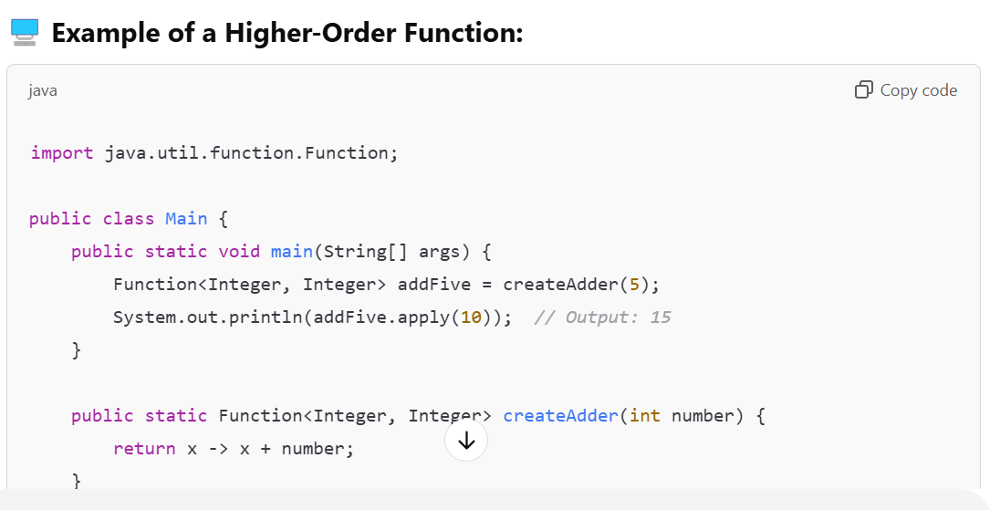 Example of a Higher-Order Function:
java
Copy code
import java.util.function.Function;
public class Main {
    public static void main(String[] args) {
        Function<Integer, Integer> addFive = createAdder(5);
        System.out.println(addFive.apply(10));  // Output: 15
    }
    public static Function<Integer, Integer> createAdder(int number) {
        return x -> x + number;
    }